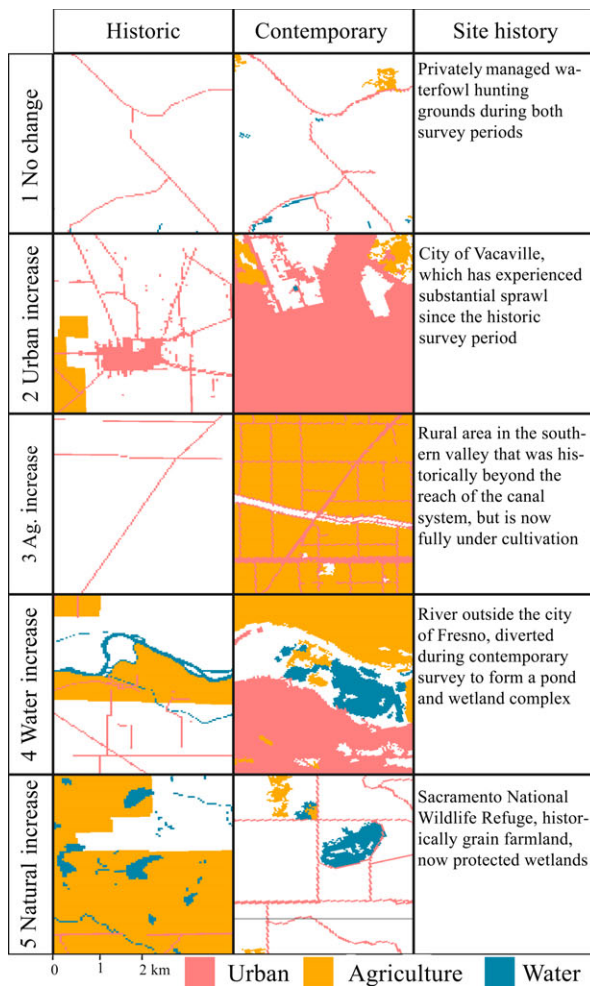 Historic Contemporary Site history
1 No change
Privately managed wa-
terfowl hunting
grounds during both
survey periods
2 Urban increase
City of Vacaville,
which has experienced
substantial sprawl
since the historic
survey period
3 Ag. increase
Rural area in the south-
ern valley that was his-
torically beyond the
reach of the canal
system, but is now
fully under cultivation
4 Water increase
River outside the city
of Fresno, diverted
during contemporary
survey to form a pond
and wetland complex
5 Natural increase
Sacramento National
Wildlife Refuge, histor-
ically grain farmland,
now protected wetlands
0 1 2 km
Urban Agriculture Water